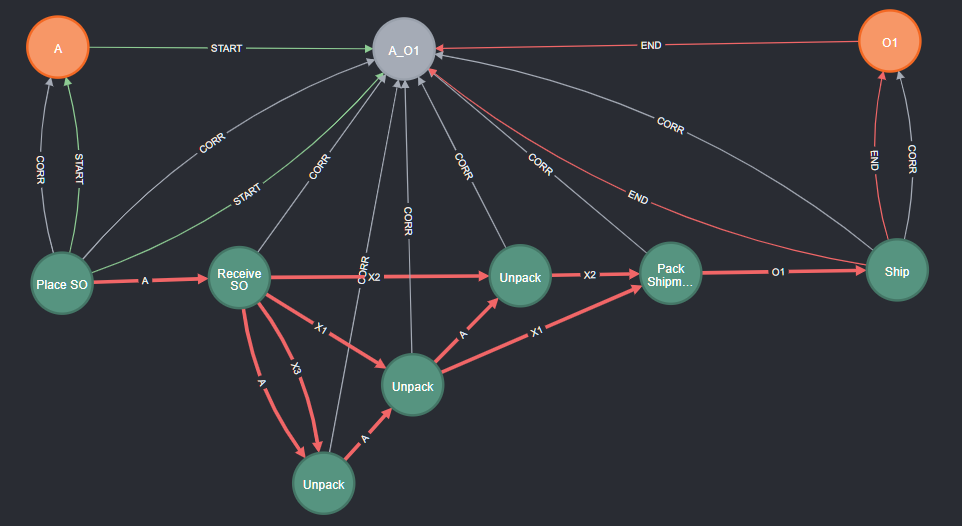 A
START
A_O1
END
O1
CORR
START
CORR
START
CORR
CORR
CORR
CORR
CORR
CORR
END
END
CORR
Place SO
A
Receive
SO
X2
Unpack
X2
Pack
Shipm...
O1
Ship
X1
A
X1
A
X3
Unpack
A
Unpack